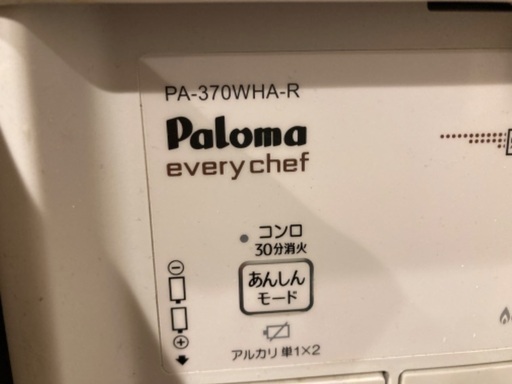 PA-370WHA-R
Paloma
every chef
コンロ
30分消火
あんしん
モード
アルカリ 単1×2